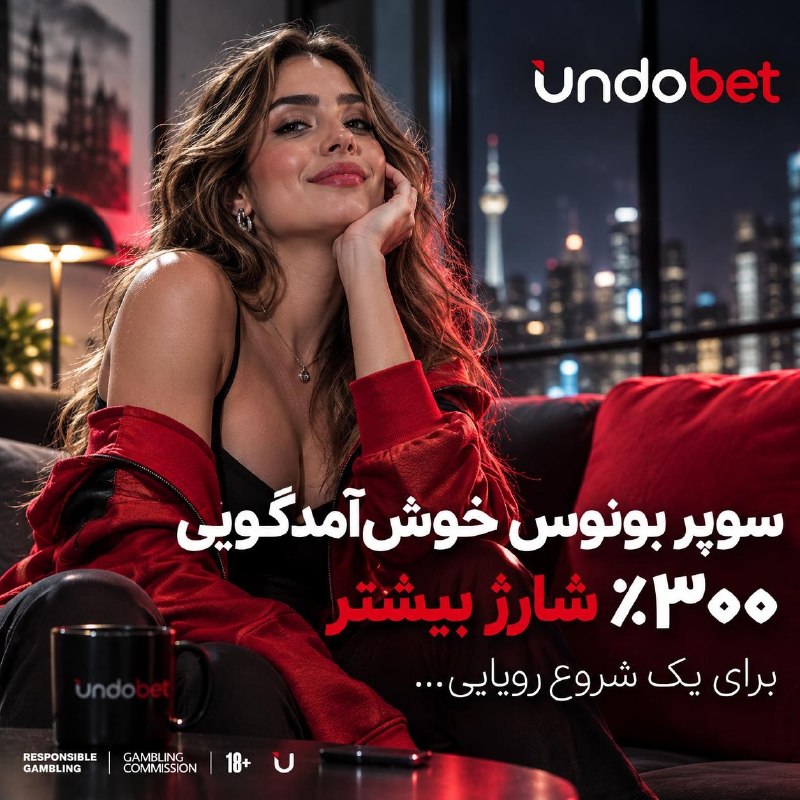 undobet
سوپر بونوس خوش‌آمدگویی
۳۰۰٪ شارژ بیشتر
برای یک شروع رویایی...
undobet
RESPONSIBLE GAMBLING
GAMBLING COMMISSION
18+
U